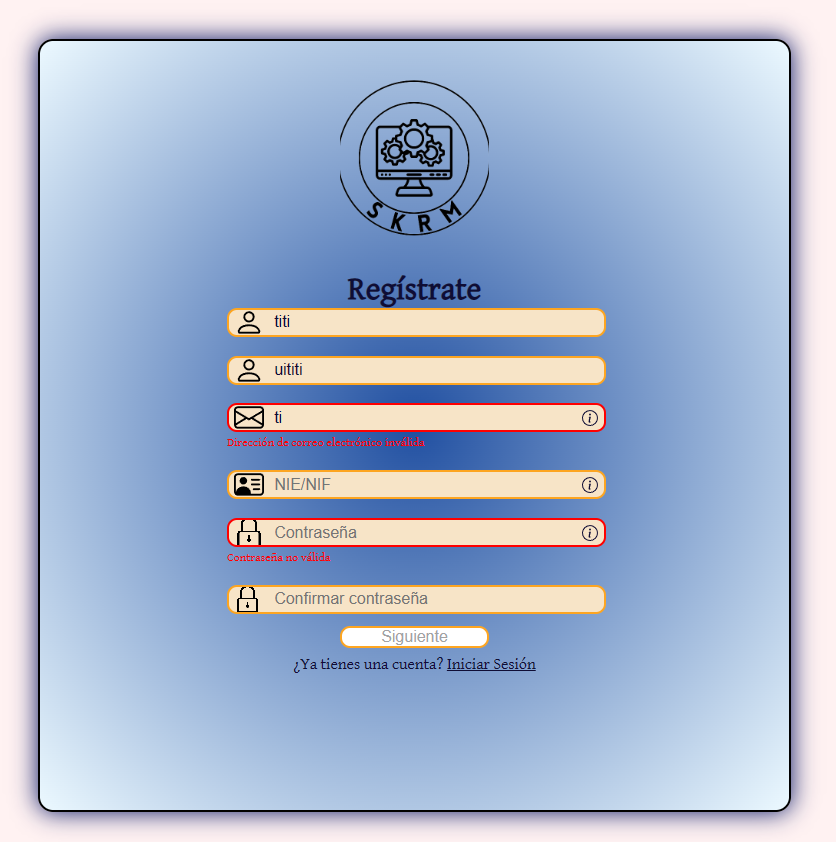 SKRM
Regístrate
titi
uititi
ti
Dirección de correo electrónico inválida
NIE/NIF
Contraseña
Contraseña no válida
Confirmar contraseña
Siguiente
¿Ya tienes una cuenta? Iniciar Sesión